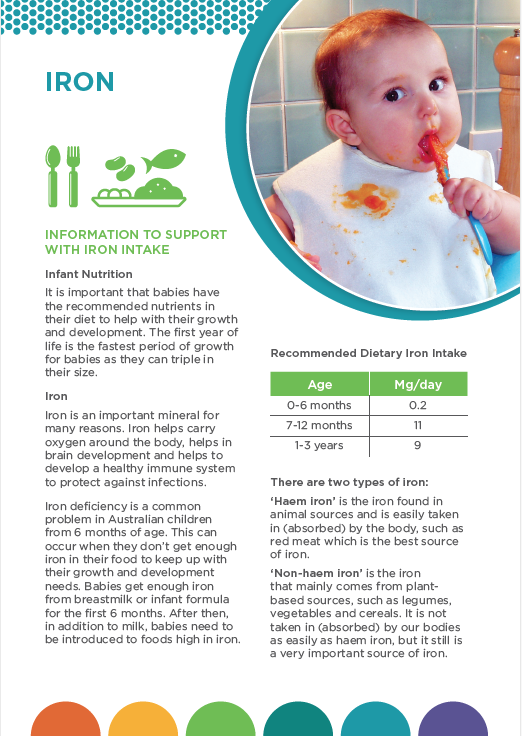 IRON
INFORMATION TO SUPPORT
WITH IRON INTAKE
Infant Nutrition
It is important that babies have
the recommended nutrients in
their diet to help with their growth
and development. The first year of
life is the fastest period of growth
for babies as they can triple in
their size.
Iron
Iron is an important mineral for
many reasons. Iron helps carry
oxygen around the body, helps in
brain development and helps to
develop a healthy immune system
to protect against infections.
Iron deficiency is a common
problem in Australian children
from 6 months of age. This can
occur when they don't get enough
iron in their food to keep up with
their growth and development
needs. Babies get enough iron
from breastmilk or infant formula
for the first 6 months. After then,
in addition to milk, babies need to
be introduced to foods high in iron.
Recommended Dietary Iron Intake
Age Mg/day
0-6 months 0.2
7-12 months 11
1-3 years 9
There are two types of iron:
‘Haem iron’ is the iron found in
animal sources and is easily taken
in (absorbed) by the body, such as
red meat which is the best source
of iron.
‘Non-haem iron’ is the iron
that mainly comes from plant-
based sources, such as legumes,
vegetables and cereals. It is not
taken in (absorbed) by our bodies
as easily as haem iron, but it still is
a very important source of iron.